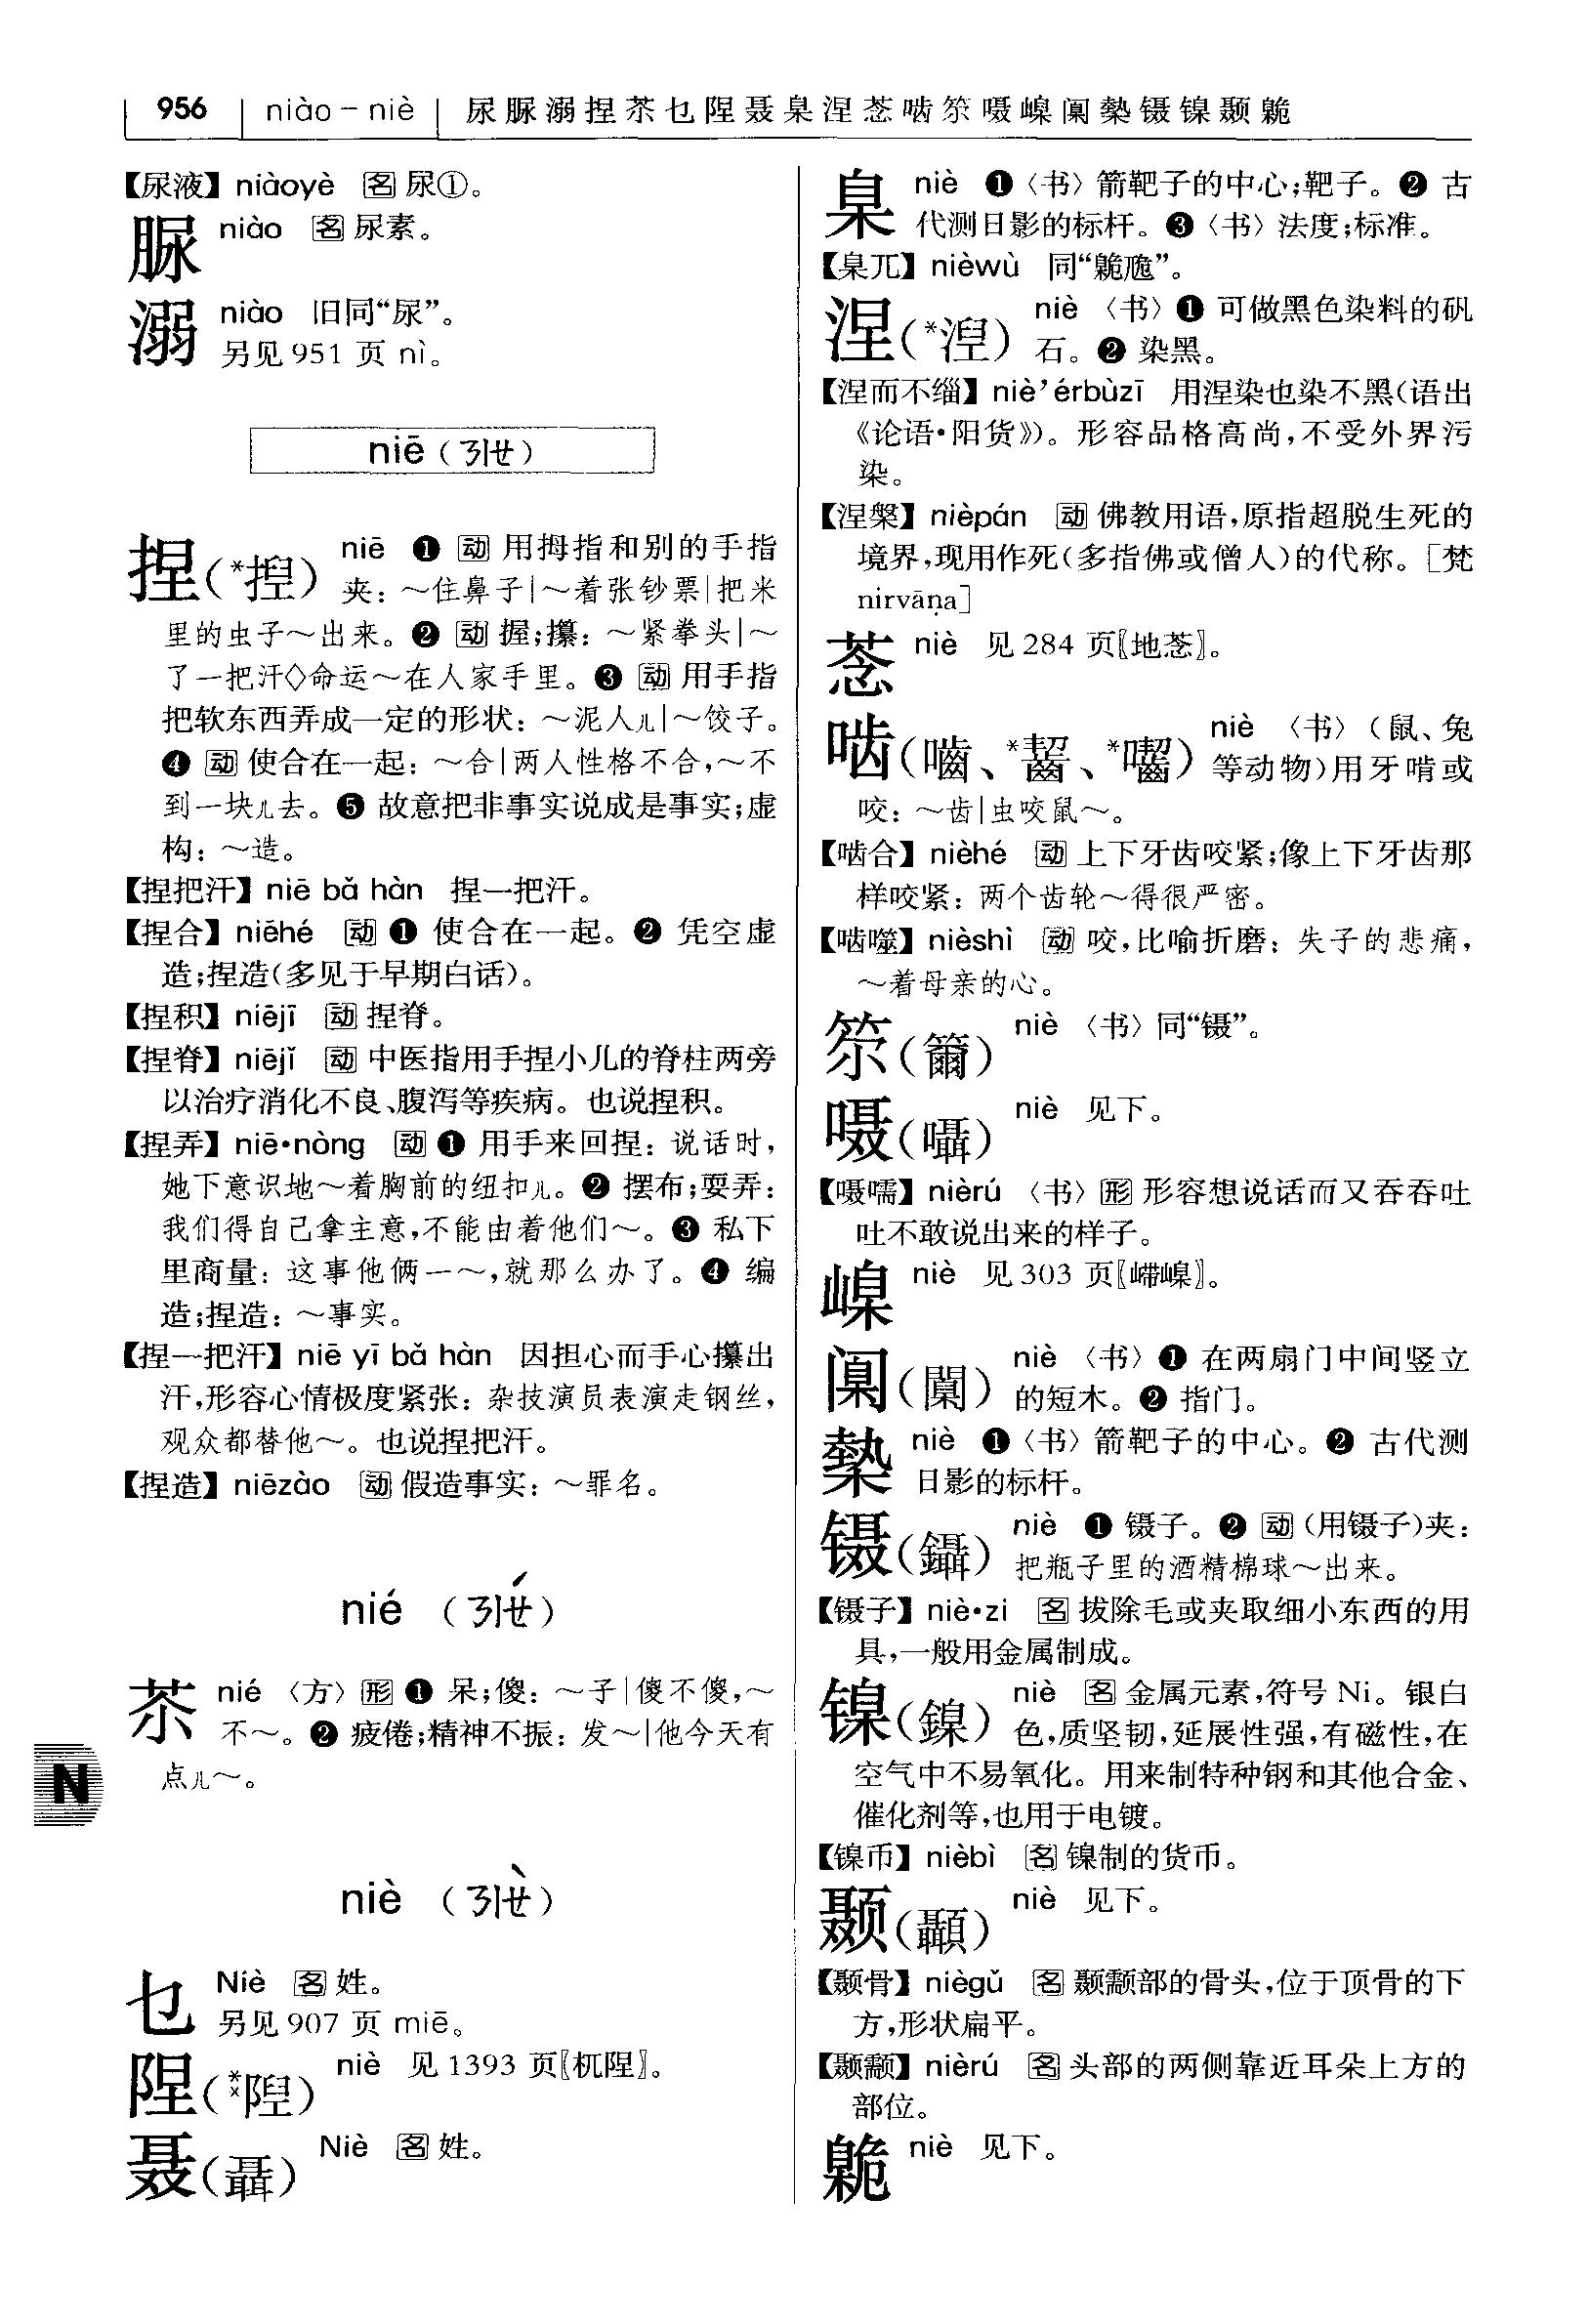 956 niào－niè 尿脲溺捏苶乜陧聂臬涅菍啮𫔶嗫嵲闑槷镊镍颞臲
【尿液】niàoyè 名 尿①。
脲 niào 名 尿素。
溺 niào 旧同“尿”。
另见951页 nì。
niē（ㄋㄧㄝ）
捏（*揑） niē ❶ 动 用拇指和别的手指
夹：～住鼻子|～着张钞票|把米
里的虫子～出来。❷ 动 握；攥：～紧拳头|～
了一把汗◇命运～在人家手里。❸ 动 用手指
把软东西弄成一定的形状：～泥人儿|～饺子。
❹ 动 使合在一起：～合|两人性格不合，～不
到一块儿去。❺ 故意把非事实说成是事实；虚
构：～造。
【捏把汗】niē bǎ hàn 捏一把汗。
【捏合】niēhé 动 ❶ 使合在一起。❷ 凭空虚
造；捏造（多见于早期白话）。
【捏积】niējī 动 捏脊。
【捏脊】niējǐ 动 中医指用手捏小儿的脊柱两旁
以治疗消化不良、腹泻等疾病。也说捏积。
【捏弄】niē·nòng 动 ❶ 用手来回捏：说话时，
她下意识地～着胸前的纽扣儿。❷ 摆布；耍弄：
我们得自己拿主意，不能由着他们～。❸ 私下
里商量：这事他俩一～，就那么办了。❹ 编
造；捏造：～事实。
【捏一把汗】niē yī bǎ hàn 因担心而手心攥出
汗，形容心情极度紧张：杂技演员表演走钢丝，
观众都替他～。也说捏把汗。
【捏造】niēzào 动 假造事实：～罪名。
nié（ㄋㄧㄝˊ）
苶 nié〈方〉形 ❶ 呆；傻：～子|傻不傻，～
不～。❷ 疲倦；精神不振：发～|他今天有
点儿～。
N
niè（ㄋㄧㄝˋ）
乜 Niè 名 姓。
另见907页 miē。
陧（*×隉） niè 见1393页〖杌陧〗。
聂（聶） Niè 名 姓。
臬 niè ❶〈书〉箭靶子的中心；靶子。❷ 古
代测日影的标杆。❸〈书〉法度；标准。
【臬兀】nièwù 同“臲卼”。
涅（*湼） niè〈书〉❶ 可做黑色染料的矾
石。❷ 染黑。
【涅而不缁】niè’érbùzī 用涅染也染不黑（语出
《论语·阳货》）。形容品格高尚，不受外界污
染。
【涅槃】nièpán 动 佛教用语，原指超脱生死的
境界，现用作死（多指佛或僧人）的代称。［梵
nirvāṇa］
菍 niè 见284页〖地菍〗。
啮（嚙、*齧、*囓） niè〈书〉（鼠、兔
等动物）用牙啃或
咬：～齿|虫咬鼠～。
【啮合】nièhé 动 上下牙齿咬紧；像上下牙齿那
样咬紧：两个齿轮～得很严密。
【啮噬】nièshì 动 咬，比喻折磨：失子的悲痛，
～着母亲的心。
𫔶（籋） niè〈书〉同“镊”。
嗫（囁） niè 见下。
【嗫嚅】nièrú〈书〉形 形容想说话而又吞吞吐
吐不敢说出来的样子。
嵲 niè 见303页〖嵽嵲〗。
闑（闑） niè〈书〉❶ 在两扇门中间竖立
的短木。❷ 指门。
槷 niè ❶〈书〉箭靶子的中心。❷ 古代测
日影的标杆。
镊（鑷） niè ❶ 镊子。❷ 动（用镊子）夹：
把瓶子里的酒精棉球～出来。
【镊子】niè·zi 名 拔除毛或夹取细小东西的用
具，一般用金属制成。
镍（鎳） niè 名 金属元素，符号Ni。银白
色，质坚韧，延展性强，有磁性，在
空气中不易氧化。用来制特种钢和其他合金、
催化剂等，也用于电镀。
【镍币】nièbì 名 镍制的货币。
颞（顳） niè 见下。
【颞骨】niègǔ 名 颞颥部的骨头，位于顶骨的下
方，形状扁平。
【颞颥】nièrú 名 头部的两侧靠近耳朵上方的
部位。
臲 niè 见下。